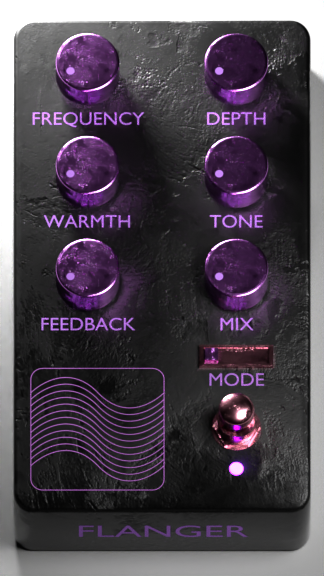 FREQUENCY DEPTH
WARMTH TONE
FEEDBACK MIX
MODE
FLANGER